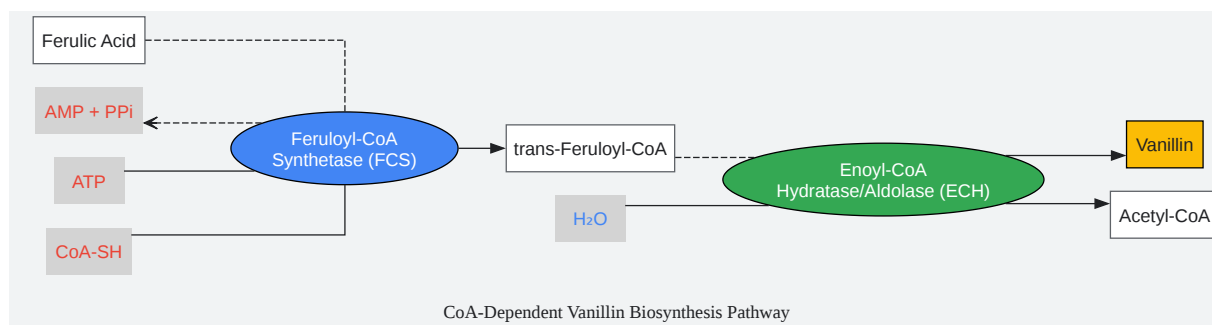 Ferulic Acid
AMP + PPi
ATP
CoA-SH
Feruloyl-CoA
Synthetase (FCS)
trans-Feruloyl-CoA
H₂O
Enoyl-CoA
Hydratase/Aldolase (ECH)
Vanillin
Acetyl-CoA
CoA-Dependent Vanillin Biosynthesis Pathway